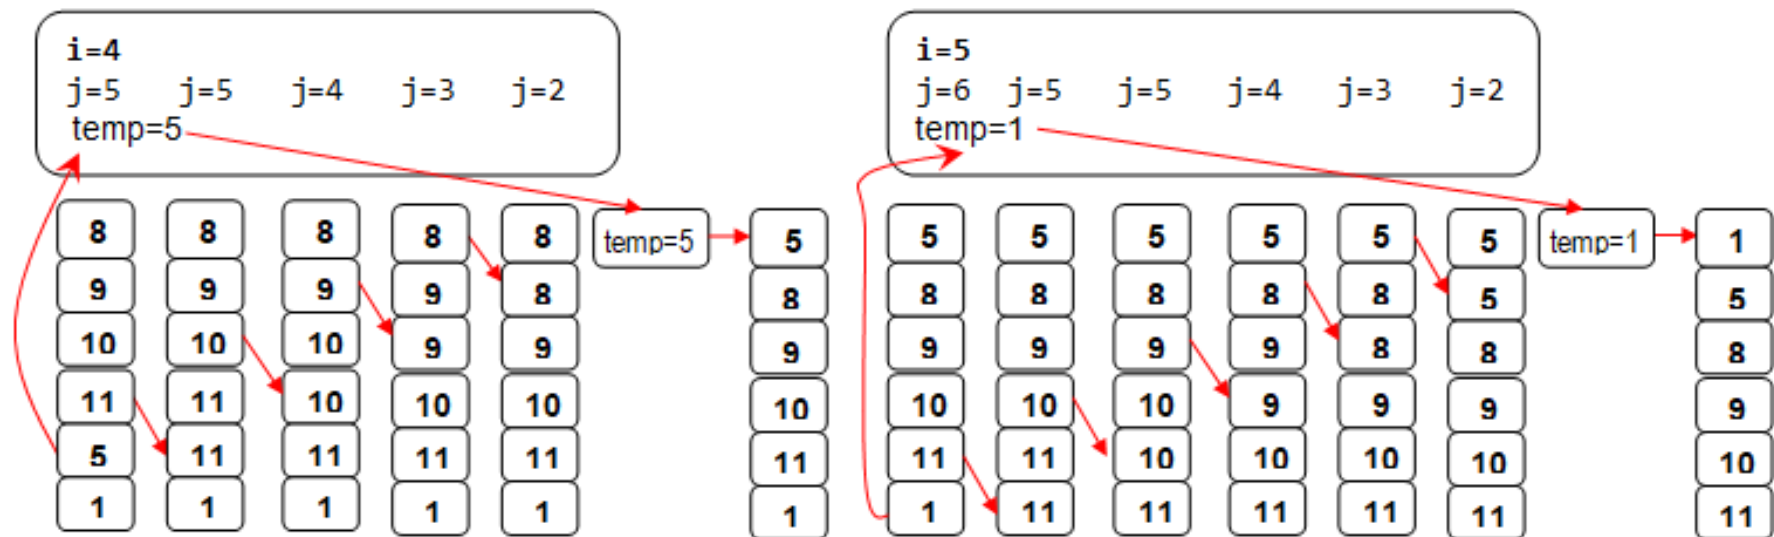 i=4
j=5 j=5 j=4 j=3 j=2
temp=5
8 8 8 8 8 temp=5 5
9 9 9 9 8 8
10 10 10 9 9 9
11 11 10 10 10 10
5 11 11 11 11 11
1 1 1 1 1 1
i=5
j=6 j=5 j=5 j=4 j=3 j=2
temp=1
5 5 5 5 5 5 temp=1 1
8 8 8 8 8 5 5
9 9 9 9 8 8 8
10 10 10 9 9 9 9
11 11 10 10 10 10 10
1 11 11 11 11 11 11